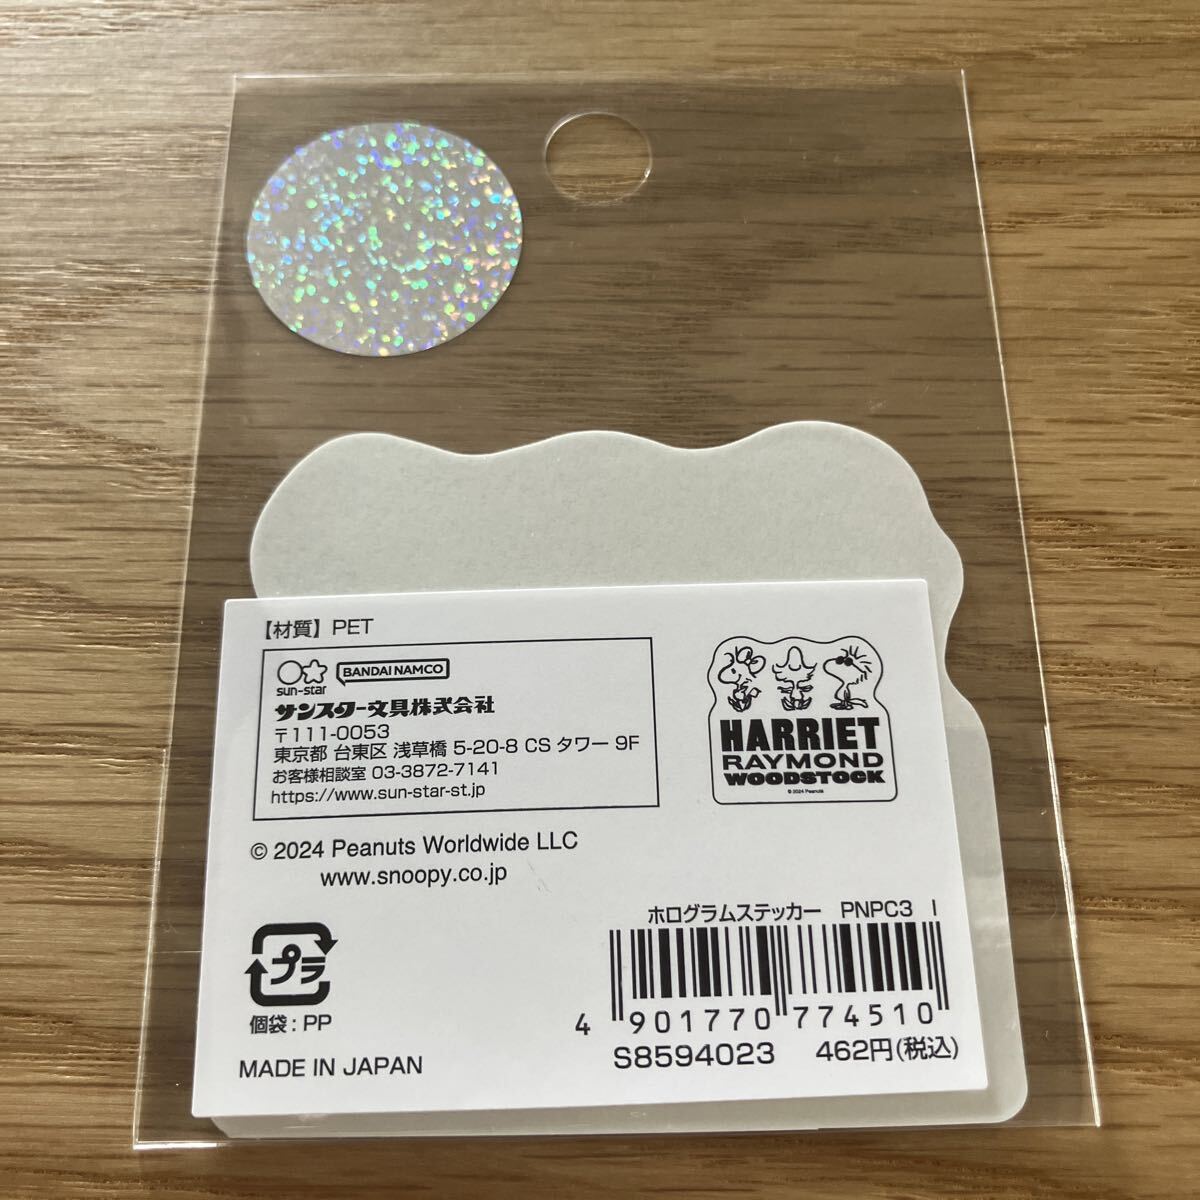 【材質】PET
sun-star
BANDAI NAMCO
サンスター文具株式会社
〒111-0053
東京都 台東区 浅草橋 5-20-8 CS タワー 9F
お客様相談室 03-3872-7141
https://www.sun-star-st.jp
HARRIET
RAYMOND
WOODSTOCK
© 2024 Peanuts
© 2024 Peanuts Worldwide LLC
www.snoopy.co.jp
プラ
個袋 : PP
MADE IN JAPAN
ホログラムステッカー PNPC3 I
4 901770 774510
S8594023 462円(税込)